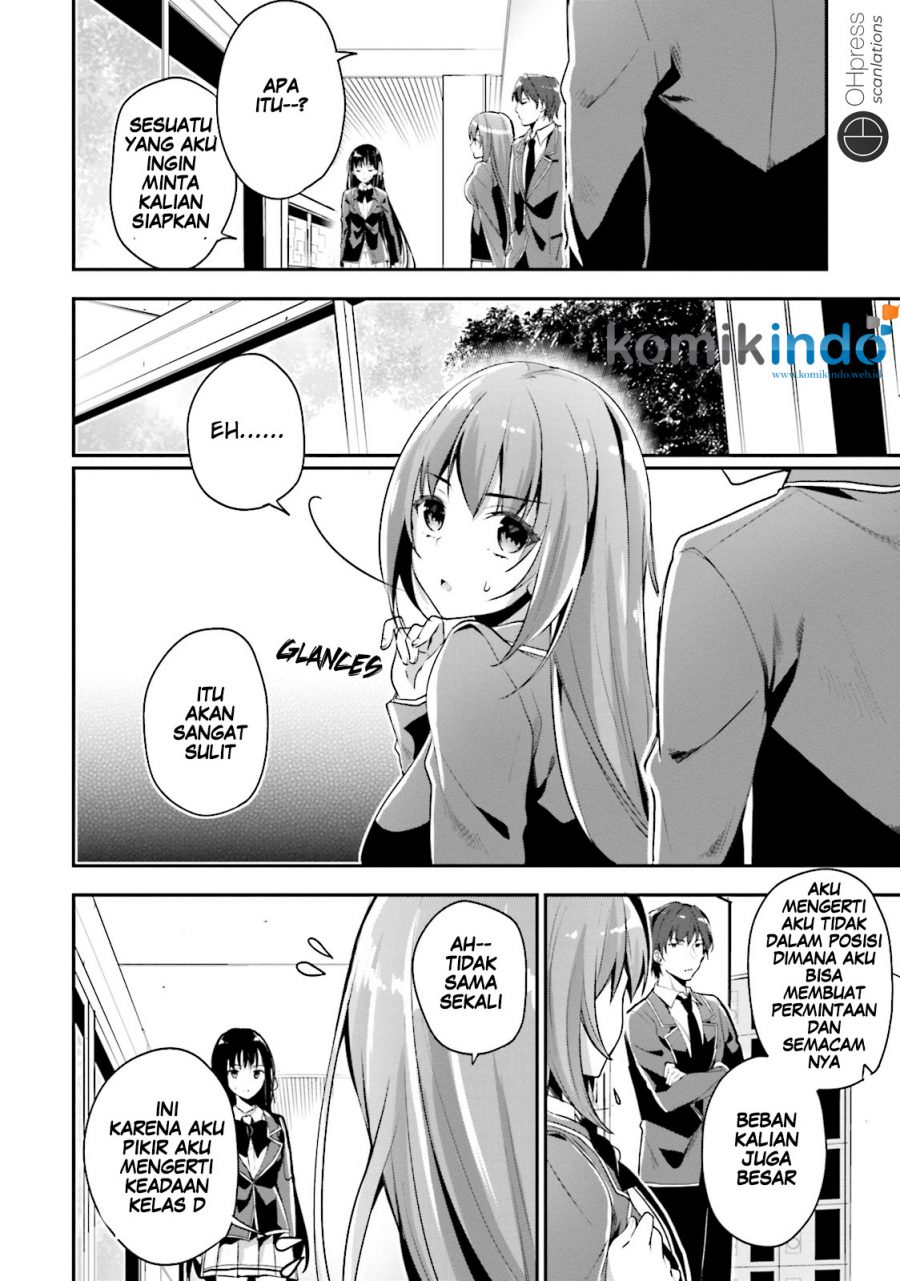 APA
ITU--?
SESUATU
YANG AKU
INGIN
MINTA
KALIAN
SIAPKAN
OHpress
scanlations
komikindo
www.komikindo.web.id
EH......
GLANCES
ITU
AKAN
SANGAT
SULIT
AKU
MENGERTI
AKU TIDAK
DALAM POSISI
DIMANA AKU
BISA
MEMBUAT
PERMINTAAN
DAN
SEMACAM
NYA
BEBAN
KALIAN
JUGA
BESAR
AH--
TIDAK
SAMA
SEKALI
INI
KARENA AKU
PIKIR AKU
MENGERTI
KEADAAN
KELAS D